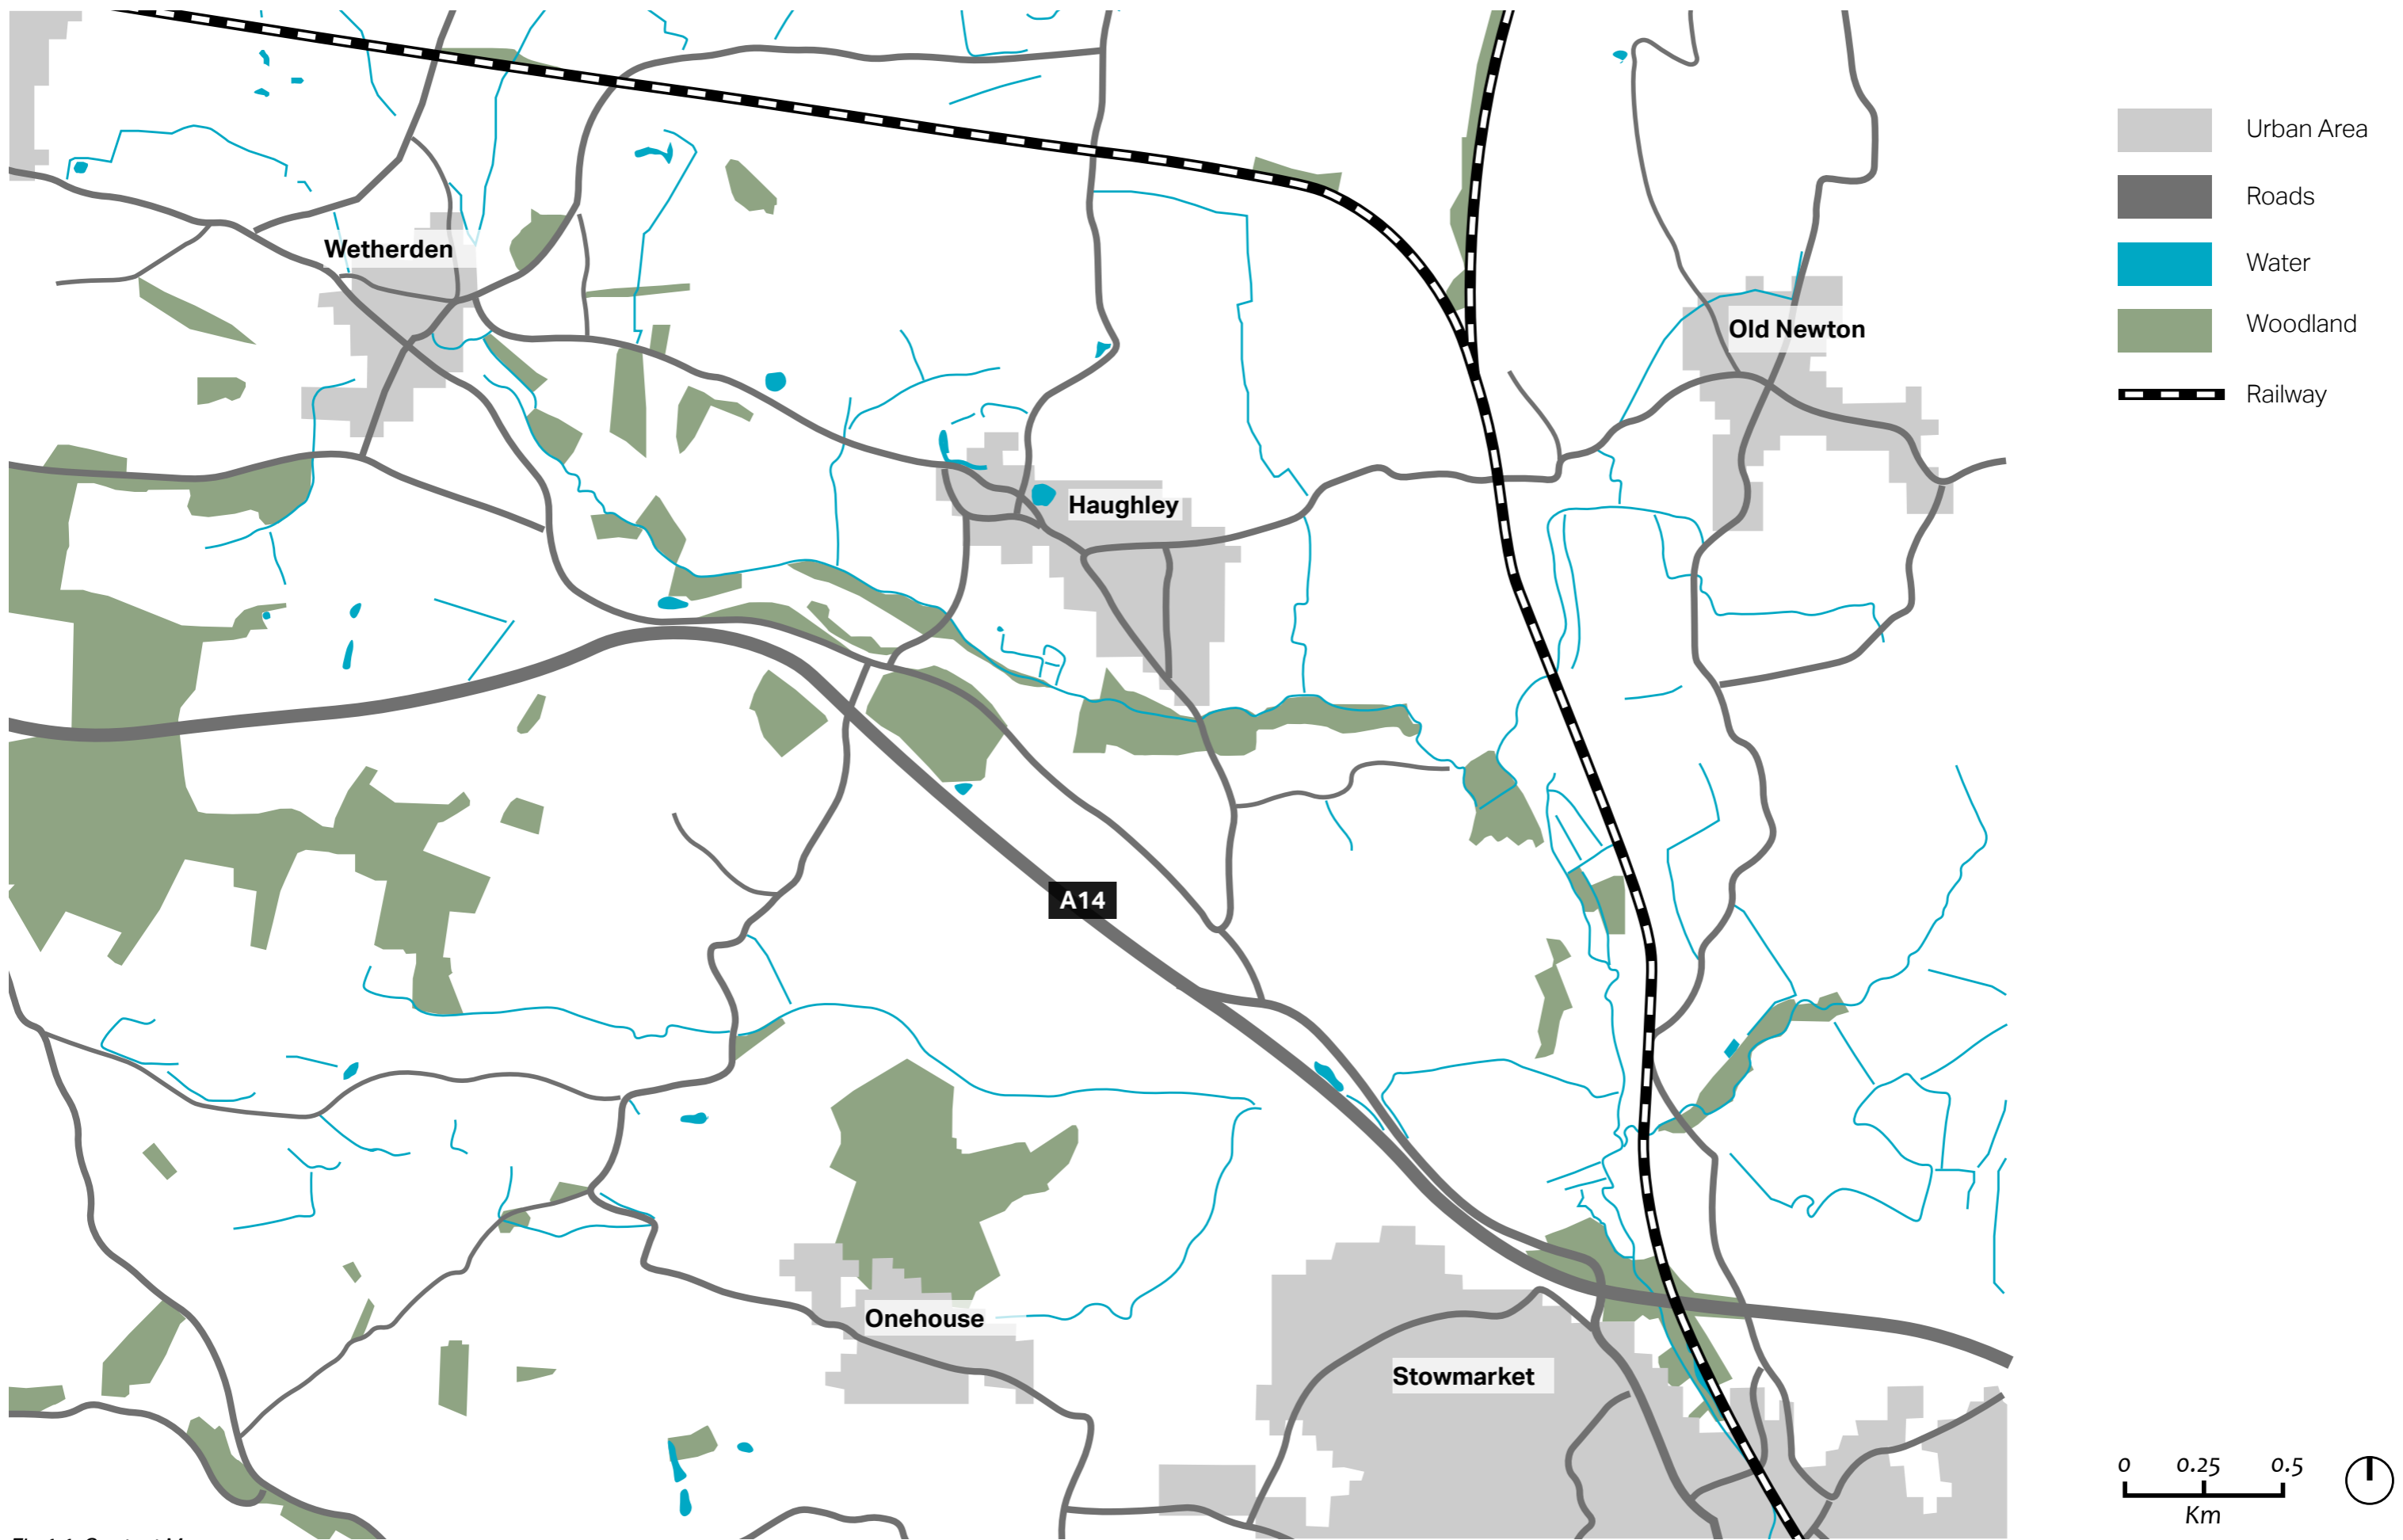 Wetherden
Old Newton
Haughley
A14
Onehouse
Stowmarket
Urban Area
Roads
Water
Woodland
Railway
0 0.25 0.5
Km